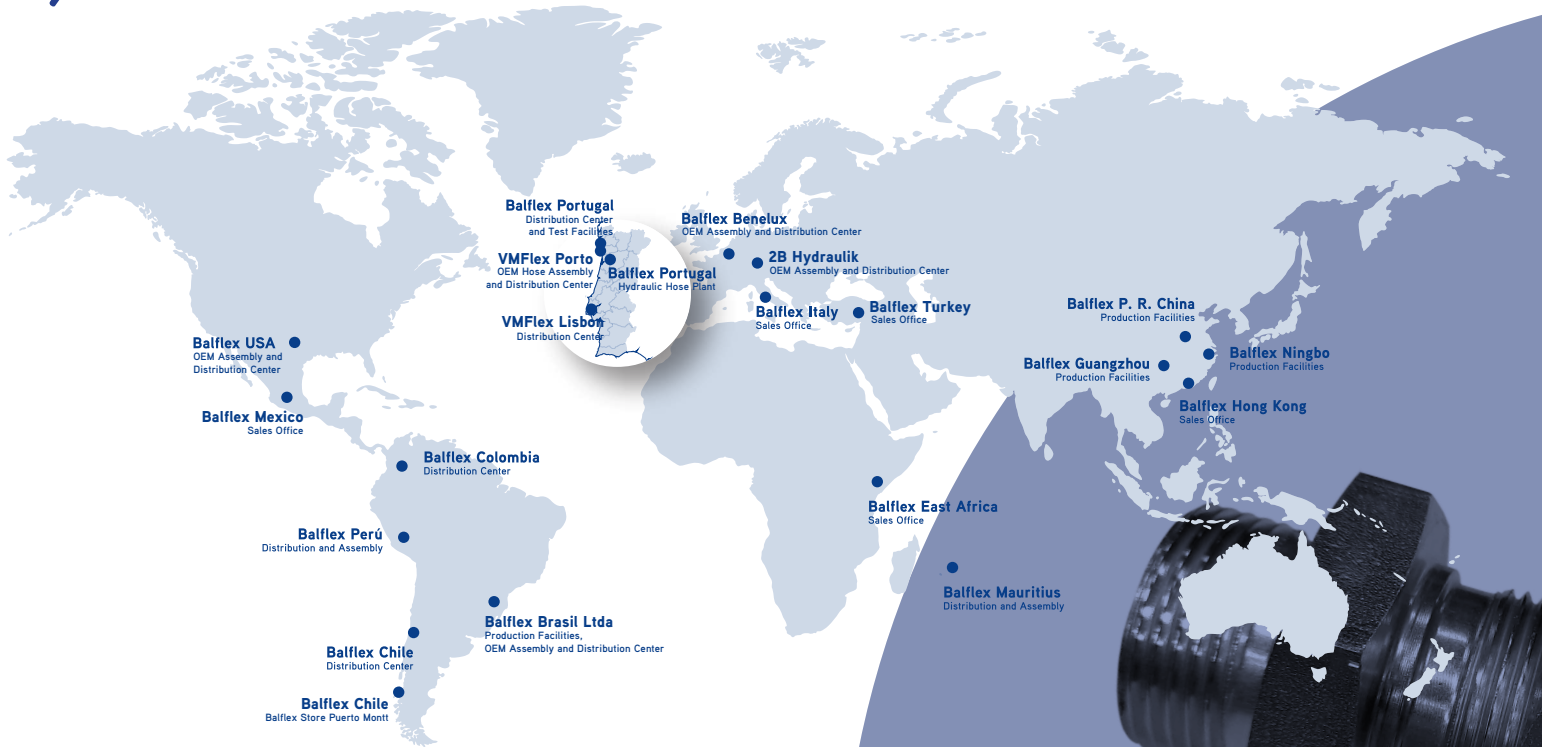 Balflex Portugal
Distribution Center
and Test Facilities
VMFlex Porto
OEM Hose Assembly
and Distribution Center
Balflex Portugal
Hydraulic Hose Plant
VMFlex Lisbon
Distribution Center
Balflex Benelux
OEM Assembly and Distribution Center
2B Hydraulik
OEM Assembly and Distribution Center
Balflex Italy
Sales Office
Balflex Turkey
Sales Office
Balflex P. R. China
Production Facilities
Balflex Ningbo
Production Facilities
Balflex Guangzhou
Production Facilities
Balflex Hong Kong
Sales Office
Balflex USA
OEM Assembly and
Distribution Center
Balflex Mexico
Sales Office
Balflex Colombia
Distribution Center
Balflex East Africa
Sales Office
Balflex Perú
Distribution and Assembly
Balflex Mauritius
Distribution and Assembly
Balflex Brasil Ltda
Production Facilities,
OEM Assembly and Distribution Center
Balflex Chile
Distribution Center
Balflex Chile
Balflex Store Puerto Montt